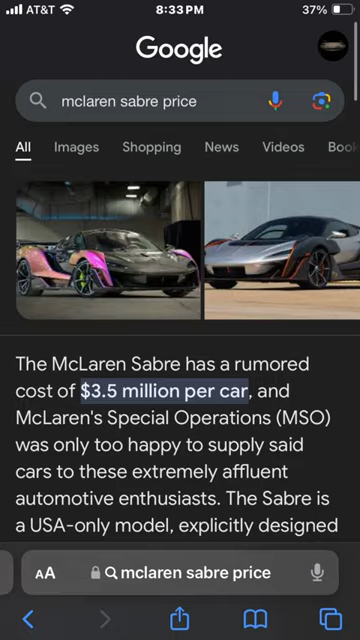 AT&T 8:33PM 37%
Google
mclaren sabre price
All Images Shopping News Videos Book
The McLaren Sabre has a rumored
cost of $3.5 million per car, and
McLaren's Special Operations (MSO)
was only too happy to supply said
cars to these extremely affluent
automotive enthusiasts. The Sabre is
a USA-only model, explicitly designed
AA mclaren sabre price